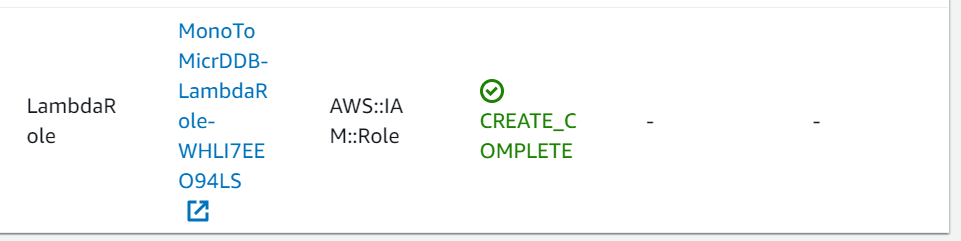 LambdaR
ole
MonoTo
MicrDDB-
LambdaR
ole-
WHLI7EE
O94LS
AWS::IA
M::Role
CREATE_C
OMPLETE
-
-